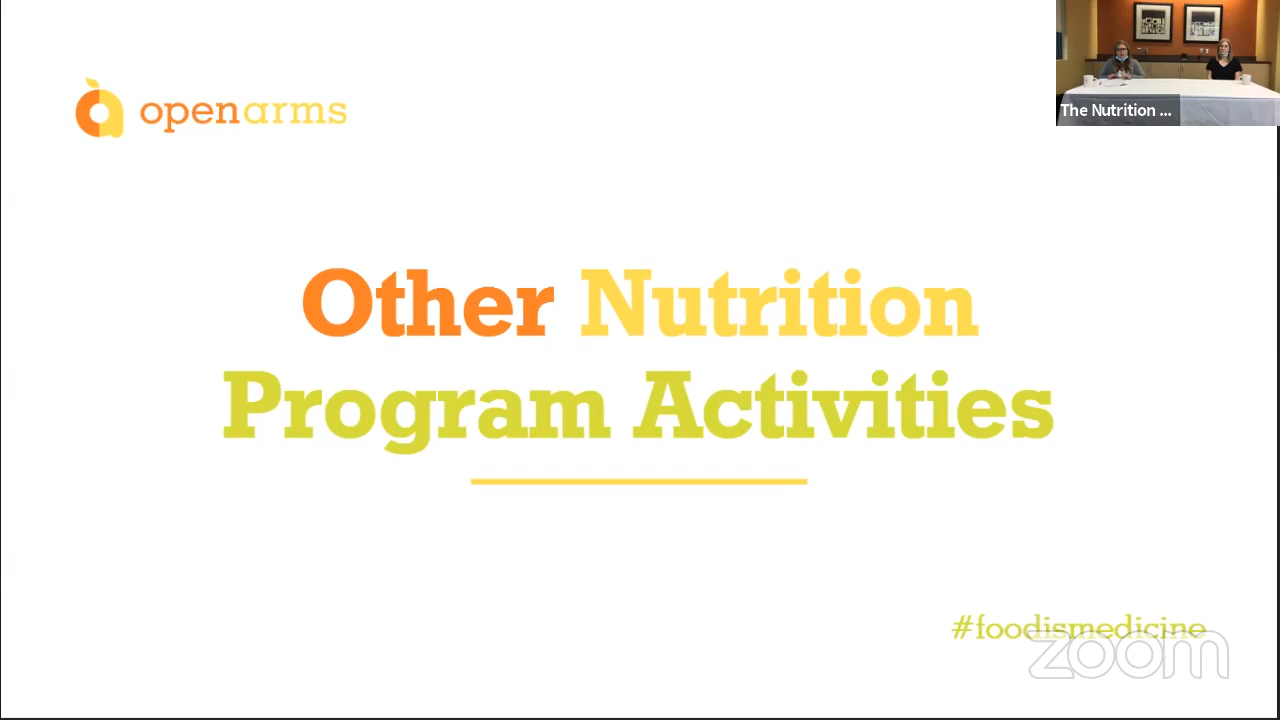 openarms
The Nutrition ...
Other Nutrition
Program Activities
#foodismedicine
zoom